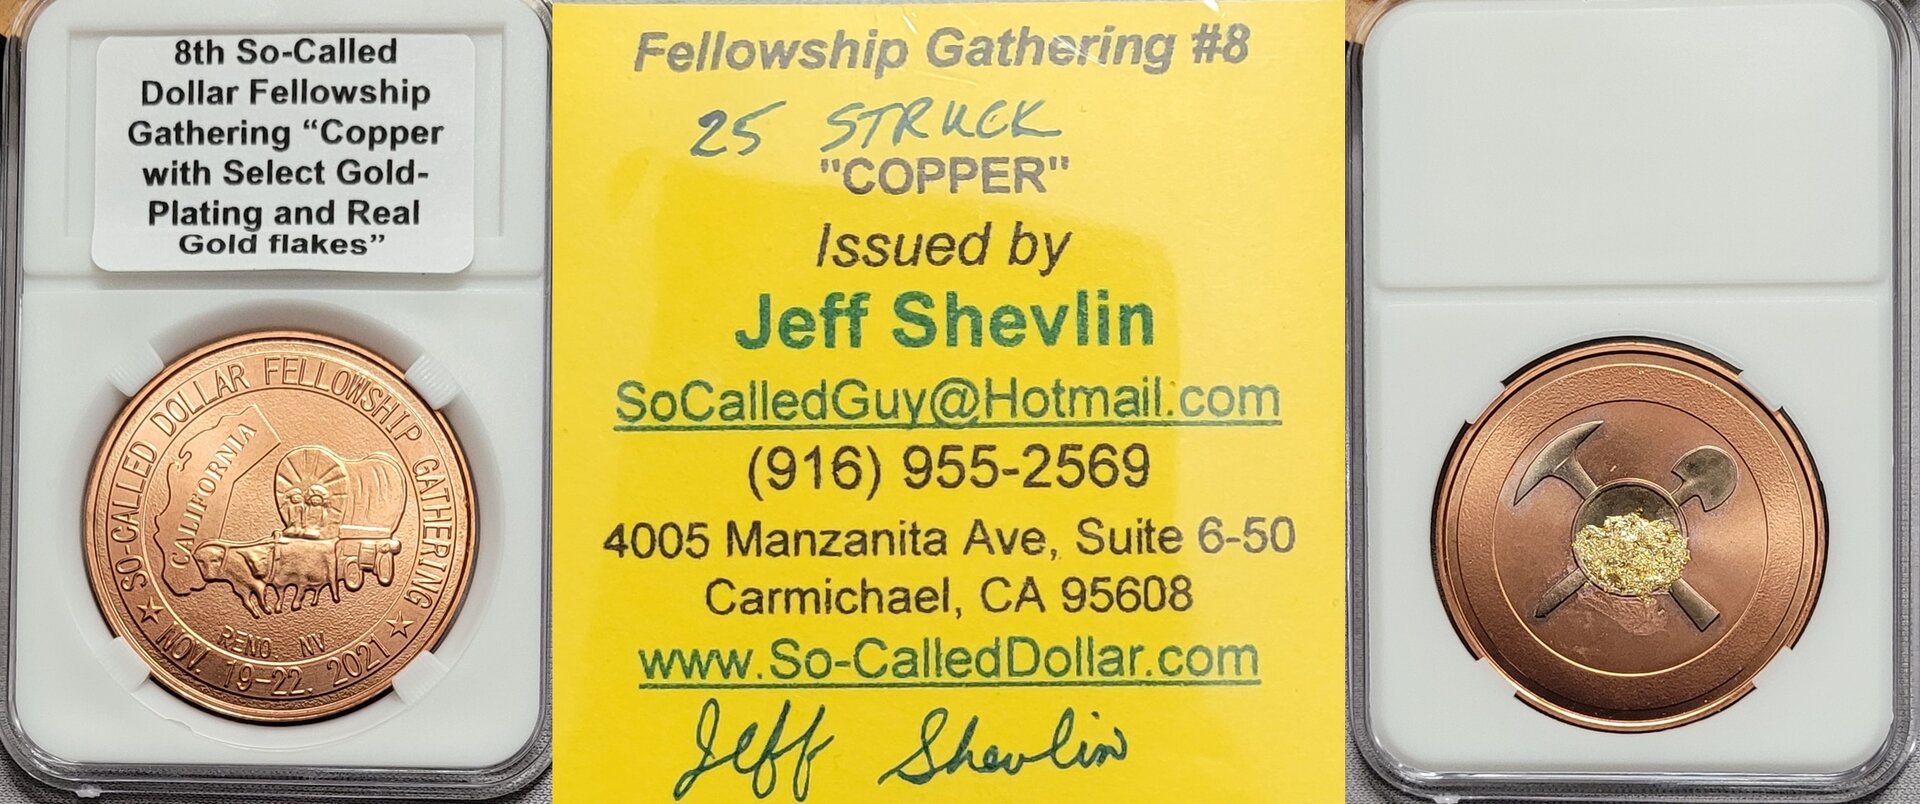 8th So-Called
Dollar Fellowship
Gathering “Copper
with Select Gold-
Plating and Real
Gold flakes”
SO-CALLED DOLLAR FELLOWSHIP GATHERING
CALIFORNIA
RENO, NV
NOV. 19-22, 2021
Fellowship Gathering #8
25 STRUCK
"COPPER"
Issued by
Jeff Shevlin
SoCalledGuy@Hotmail.com
(916) 955-2569
4005 Manzanita Ave, Suite 6-50
Carmichael, CA 95608
www.So-CalledDollar.com
Jeff Shevlin